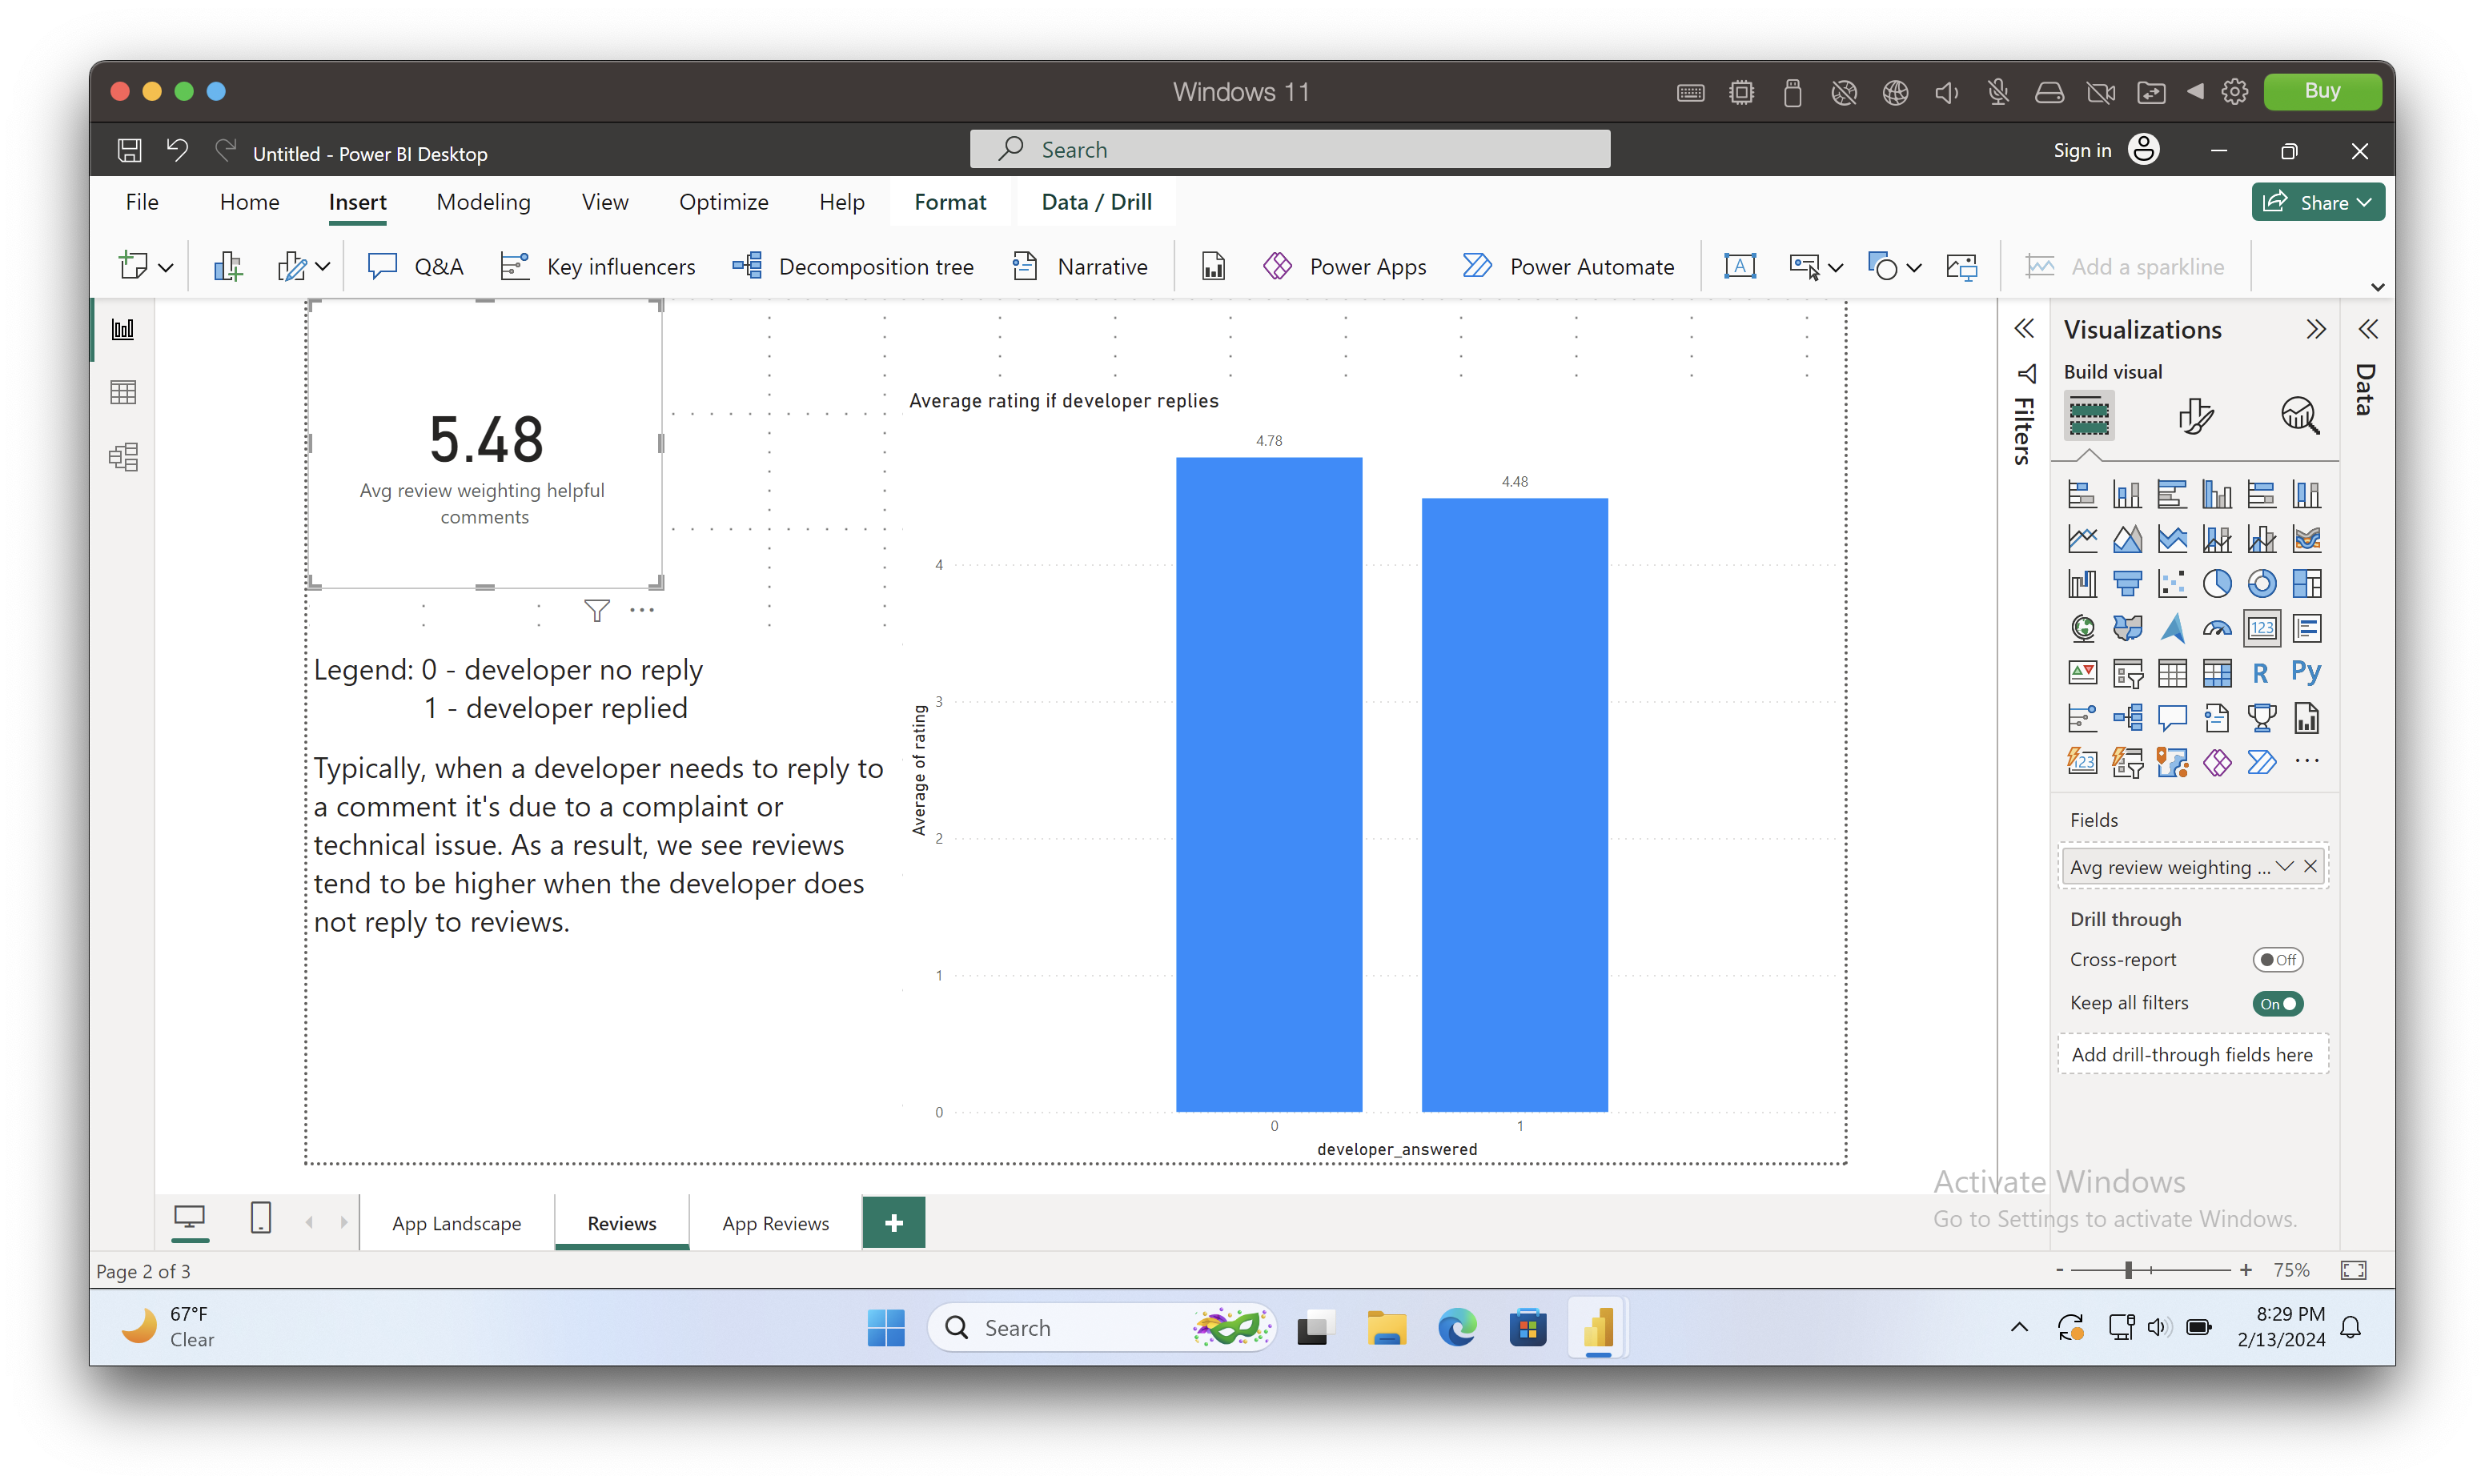 Windows 11
Buy
Untitled - Power BI Desktop
Search
Sign in
File
Home
Insert
Modeling
View
Optimize
Help
Format
Data / Drill
Share
Q&A
Key influencers
Decomposition tree
Narrative
Power Apps
Power Automate
A
Add a sparkline
5.48
Avg review weighting helpful
comments
Legend: 0 - developer no reply
1 - developer replied
Typically, when a developer needs to reply to
a comment it's due to a complaint or
technical issue. As a result, we see reviews
tend to be higher when the developer does
not reply to reviews.
Average rating if developer replies
4.78
4.48
Average of rating
4
3
2
1
0
0
1
developer_answered
Filters
Visualizations
Build visual
123
R
Py
123
Fields
Avg review weighting ...
Drill through
Cross-report
Off
Keep all filters
On
Add drill-through fields here
Data
Activate Windows
Go to Settings to activate Windows.
App Landscape
Reviews
App Reviews
Page 2 of 3
- + 75%
67°F
Clear
Search
8:29 PM
2/13/2024